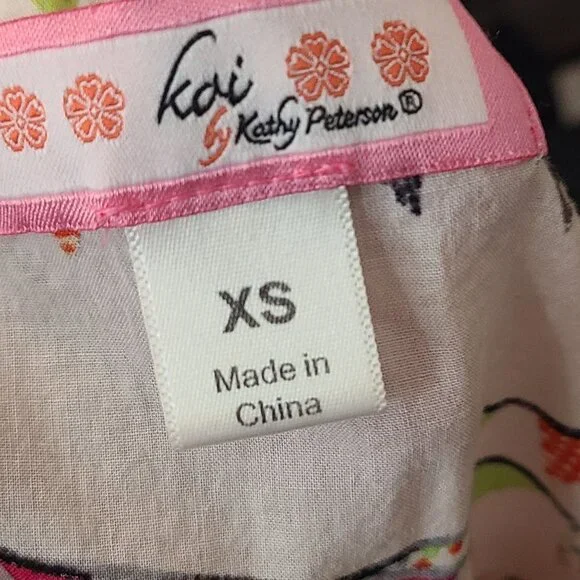 koi
by Kathy Peterson®
XS
Made in
China